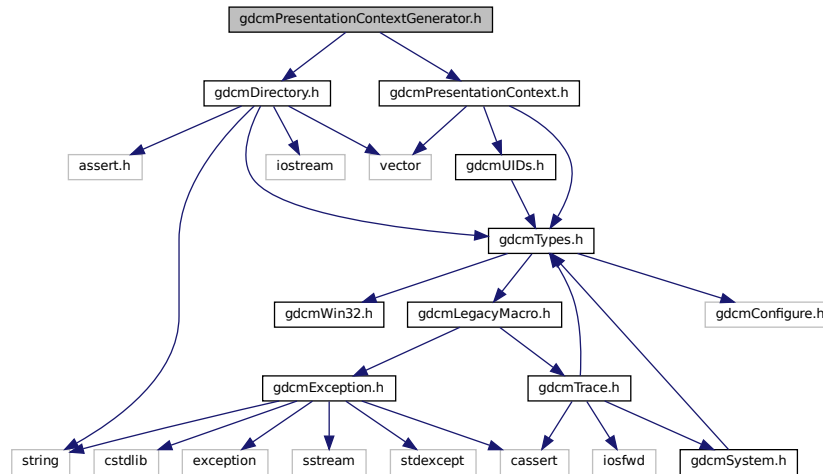 gdcmPresentationContextGenerator.h
gdcmDirectory.h
gdcmPresentationContext.h
assert.h
iostream
vector
gdcmUIDs.h
gdcmTypes.h
gdcmWin32.h
gdcmLegacyMacro.h
gdcmConfigure.h
gdcmException.h
gdcmTrace.h
string
cstdlib
exception
sstream
stdexcept
cassert
iosfwd
gdcmSystem.h